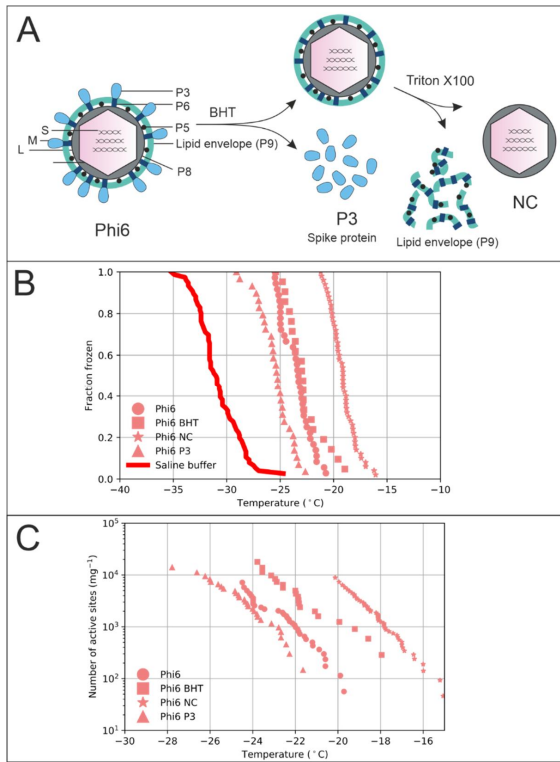 A
P3
P6
BHT
S
P5
M
Lipid envelope (P9)
L
P8
Phi6
P3
Spike protein
Triton X100
Lipid envelope (P9)
NC
B
Fraction frozen
1.0
0.8
0.6
0.4
0.2
0.0
Phi6
Phi6 BHT
Phi6 NC
Phi6 P3
Saline buffer
−40 −35 −30 −25 −20 −15 −10
Temperature (°C)
C
Number of active sites (mg⁻¹)
10⁵
10⁴
10³
10²
10¹
Phi6
Phi6 BHT
Phi6 NC
Phi6 P3
−30 −28 −26 −24 −22 −20 −18 −16
Temperature (°C)